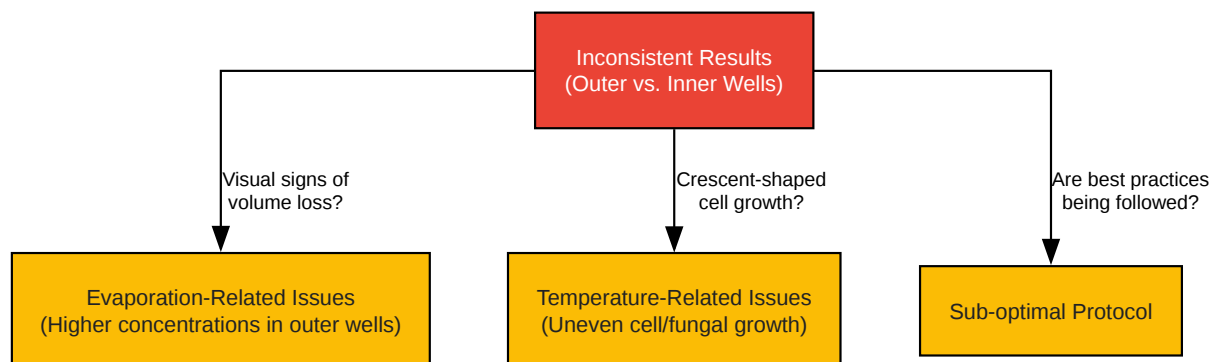 Inconsistent Results
(Outer vs. Inner Wells)
Visual signs of
volume loss?
Crescent-shaped
cell growth?
Are best practices
being followed?
Evaporation-Related Issues
(Higher concentrations in outer wells)
Temperature-Related Issues
(Uneven cell/fungal growth)
Sub-optimal Protocol